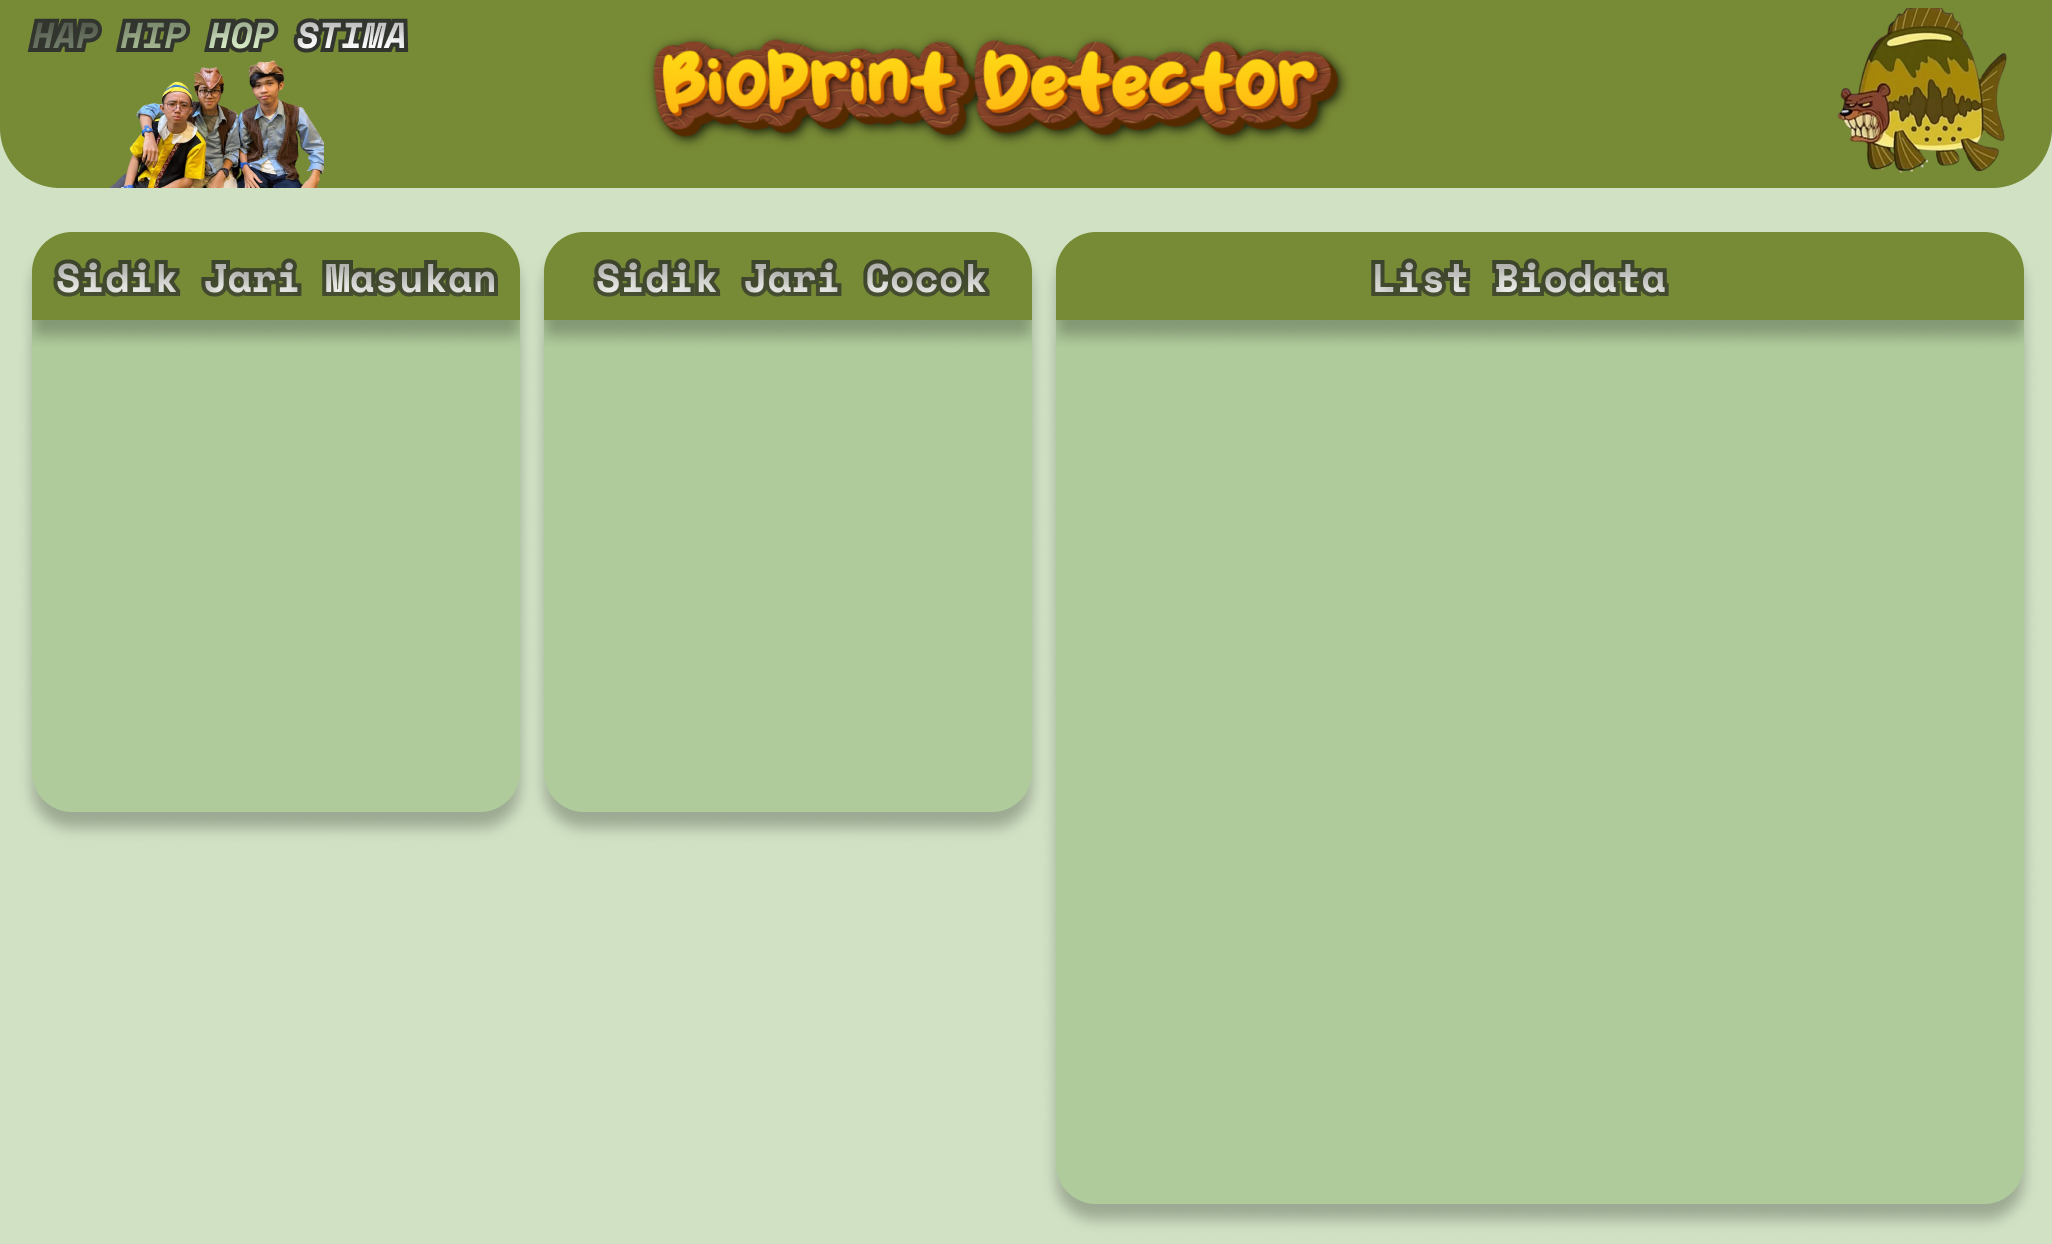 HAP HIP HOP STIMA
BioPrint Detector
Sidik Jari Masukan
Sidik Jari Cocok
List Biodata